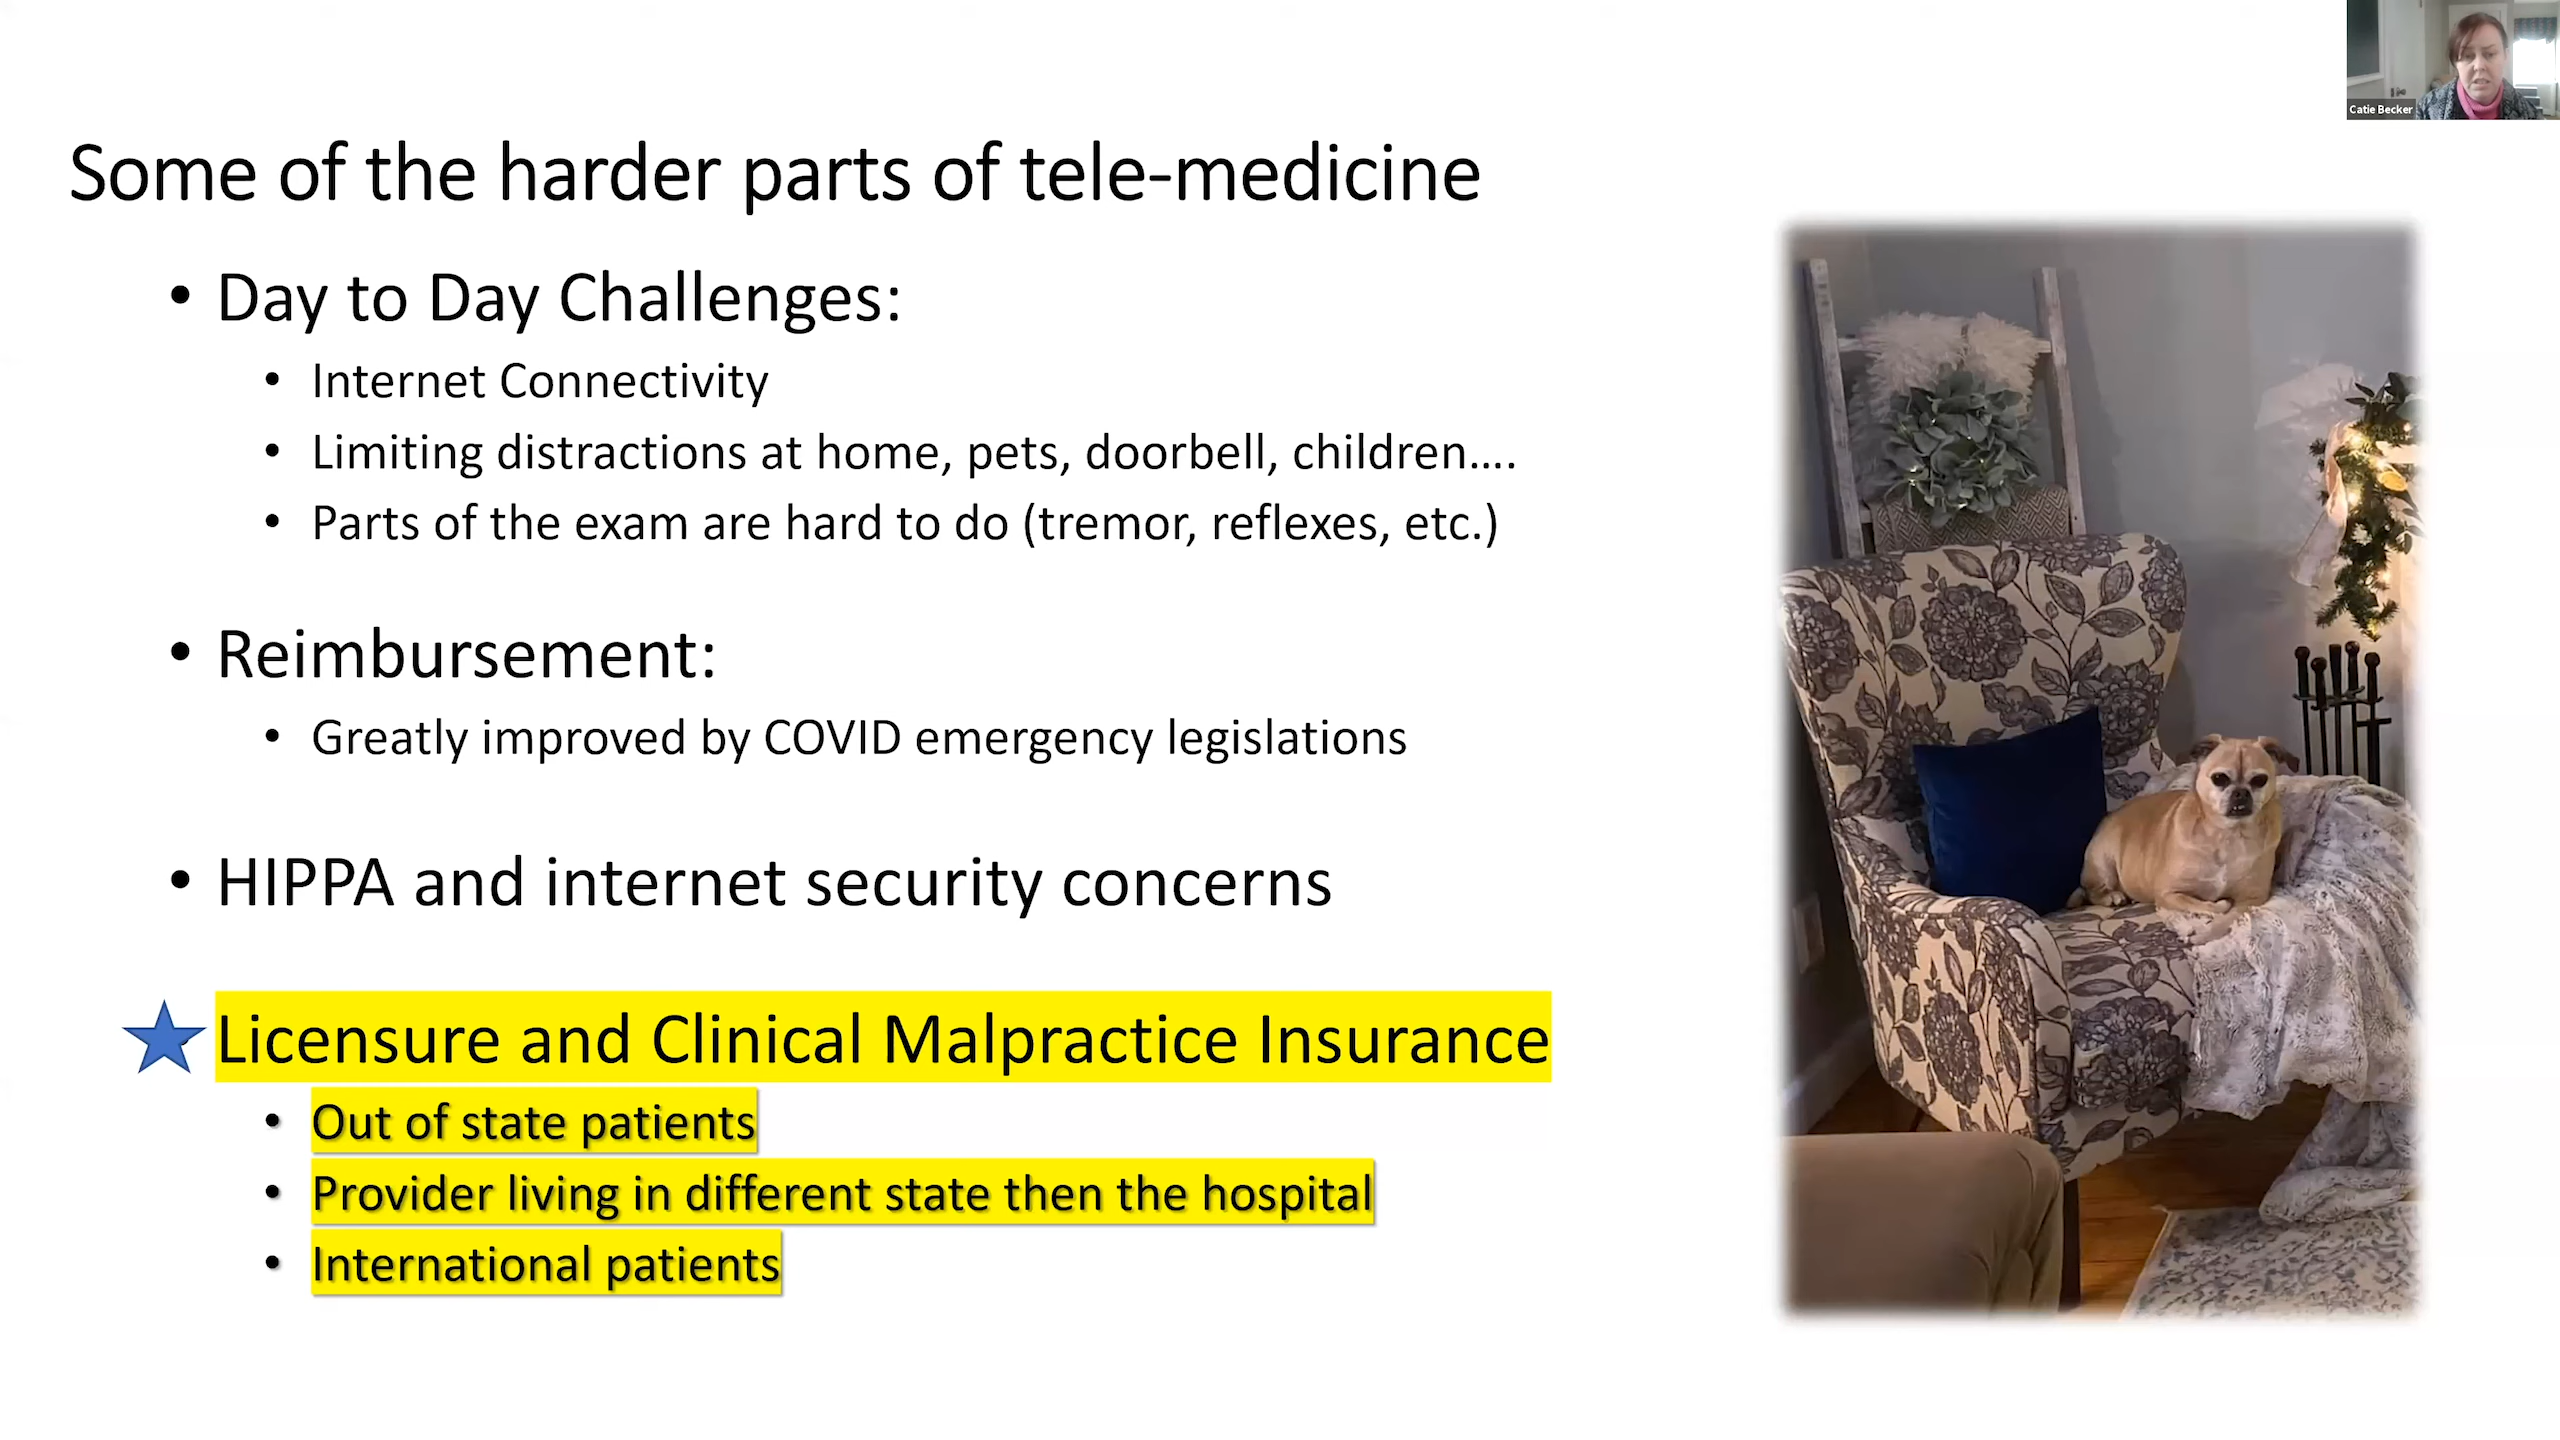 Catie Becker
Some of the harder parts of tele-medicine
• Day to Day Challenges:
• Internet Connectivity
• Limiting distractions at home, pets, doorbell, children….
• Parts of the exam are hard to do (tremor, reflexes, etc.)
• Reimbursement:
• Greatly improved by COVID emergency legislations
• HIPPA and internet security concerns
Licensure and Clinical Malpractice Insurance
• Out of state patients
• Provider living in different state then the hospital
• International patients